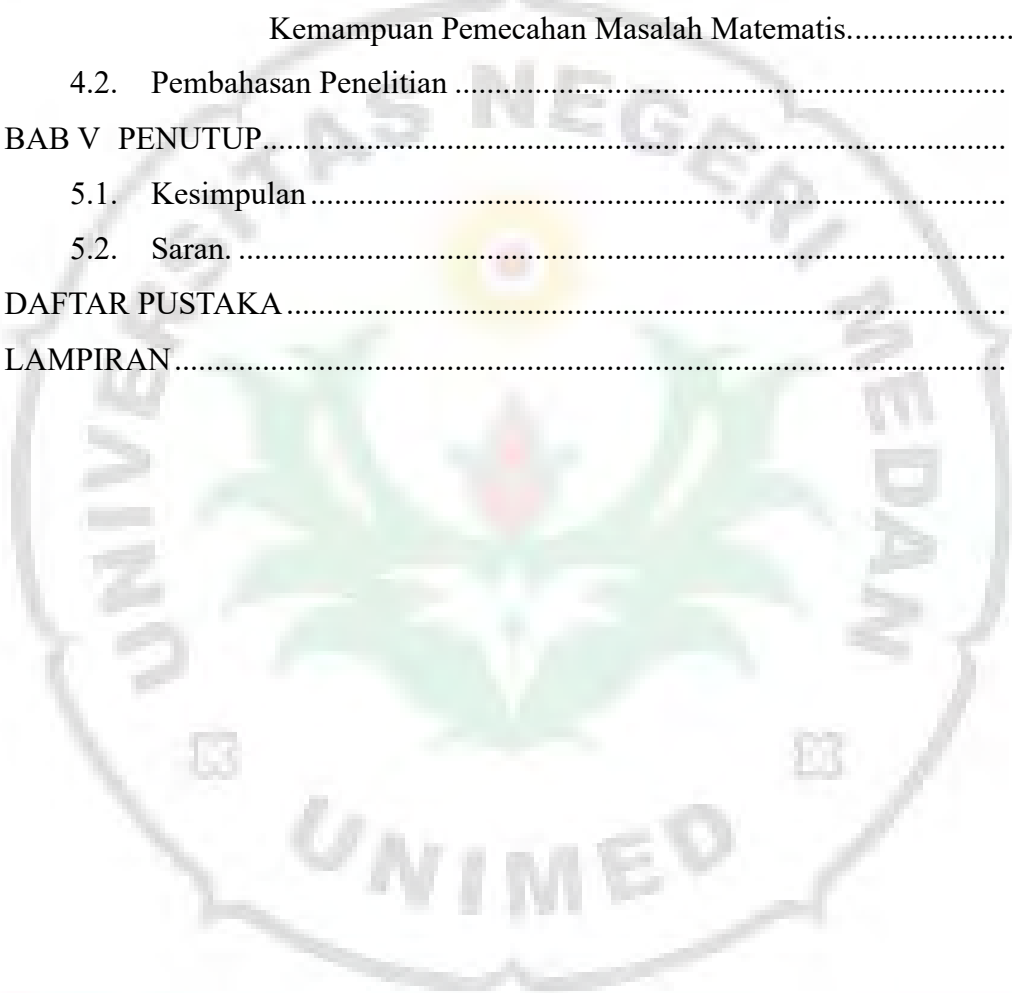 Kemampuan Pemecahan Masalah Matematis.....................
4.2. Pembahasan Penelitian .......................................................................
BAB V PENUTUP...............................................................................................
5.1. Kesimpulan .........................................................................................
5.2. Saran. ..................................................................................................
DAFTAR PUSTAKA ............................................................................................
LAMPIRAN .........................................................................................................
UNIVERSITAS NEGERI MEDAN
UNIMED